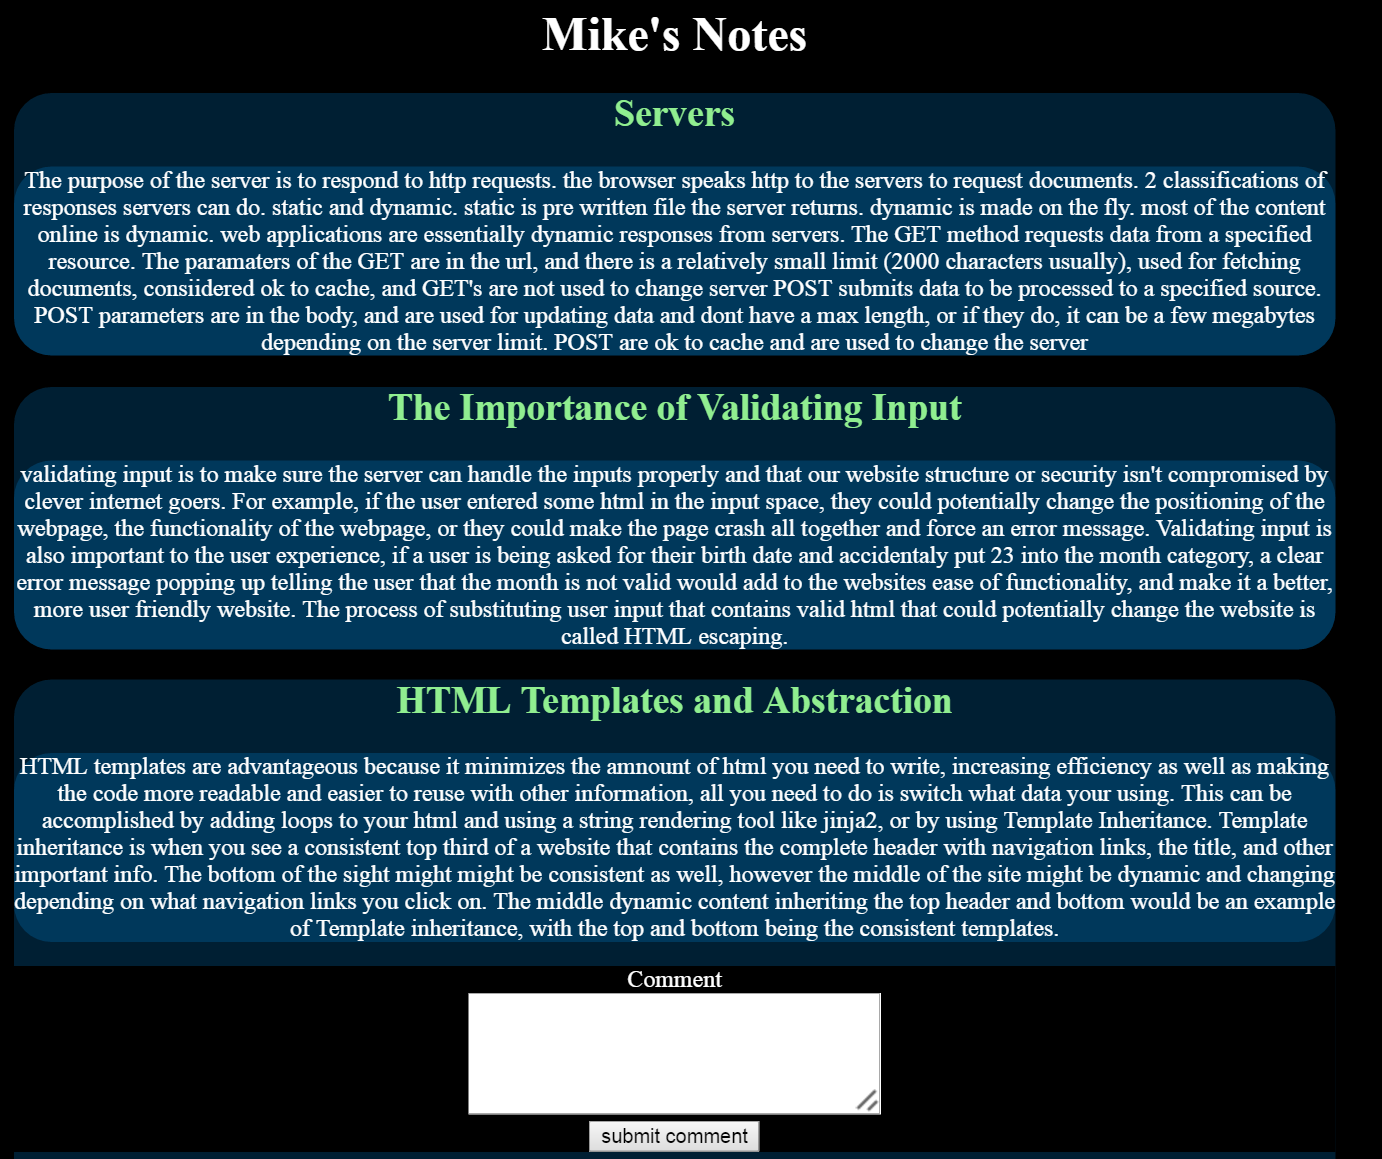 Mike's Notes
Servers
The purpose of the server is to respond to http requests. the browser speaks http to the servers to request documents. 2 classifications of
responses servers can do. static and dynamic. static is pre written file the server returns. dynamic is made on the fly. most of the content
online is dynamic. web applications are essentially dynamic responses from servers. The GET method requests data from a specified
resource. The paramaters of the GET are in the url, and there is a relatively small limit (2000 characters usually), used for fetching
documents, consiidered ok to cache, and GET's are not used to change server POST submits data to be processed to a specified source.
POST parameters are in the body, and are used for updating data and dont have a max length, or if they do, it can be a few megabytes
depending on the server limit. POST are ok to cache and are used to change the server
The Importance of Validating Input
validating input is to make sure the server can handle the inputs properly and that our website structure or security isn't compromised by
clever internet goers. For example, if the user entered some html in the input space, they could potentially change the positioning of the
webpage, the functionality of the webpage, or they could make the page crash all together and force an error message. Validating input is
also important to the user experience, if a user is being asked for their birth date and accidentaly put 23 into the month category, a clear
error message popping up telling the user that the month is not valid would add to the websites ease of functionality, and make it a better,
more user friendly website. The process of substituting user input that contains valid html that could potentially change the website is
called HTML escaping.
HTML Templates and Abstraction
HTML templates are advantageous because it minimizes the amnount of html you need to write, increasing efficiency as well as making
the code more readable and easier to reuse with other information, all you need to do is switch what data your using. This can be
accomplished by adding loops to your html and using a string rendering tool like jinja2, or by using Template Inheritance. Template
inheritance is when you see a consistent top third of a website that contains the complete header with navigation links, the title, and other
important info. The bottom of the sight might might be consistent as well, however the middle of the site might be dynamic and changing
depending on what navigation links you click on. The middle dynamic content inheriting the top header and bottom would be an example
of Template inheritance, with the top and bottom being the consistent templates.
Comment
submit comment